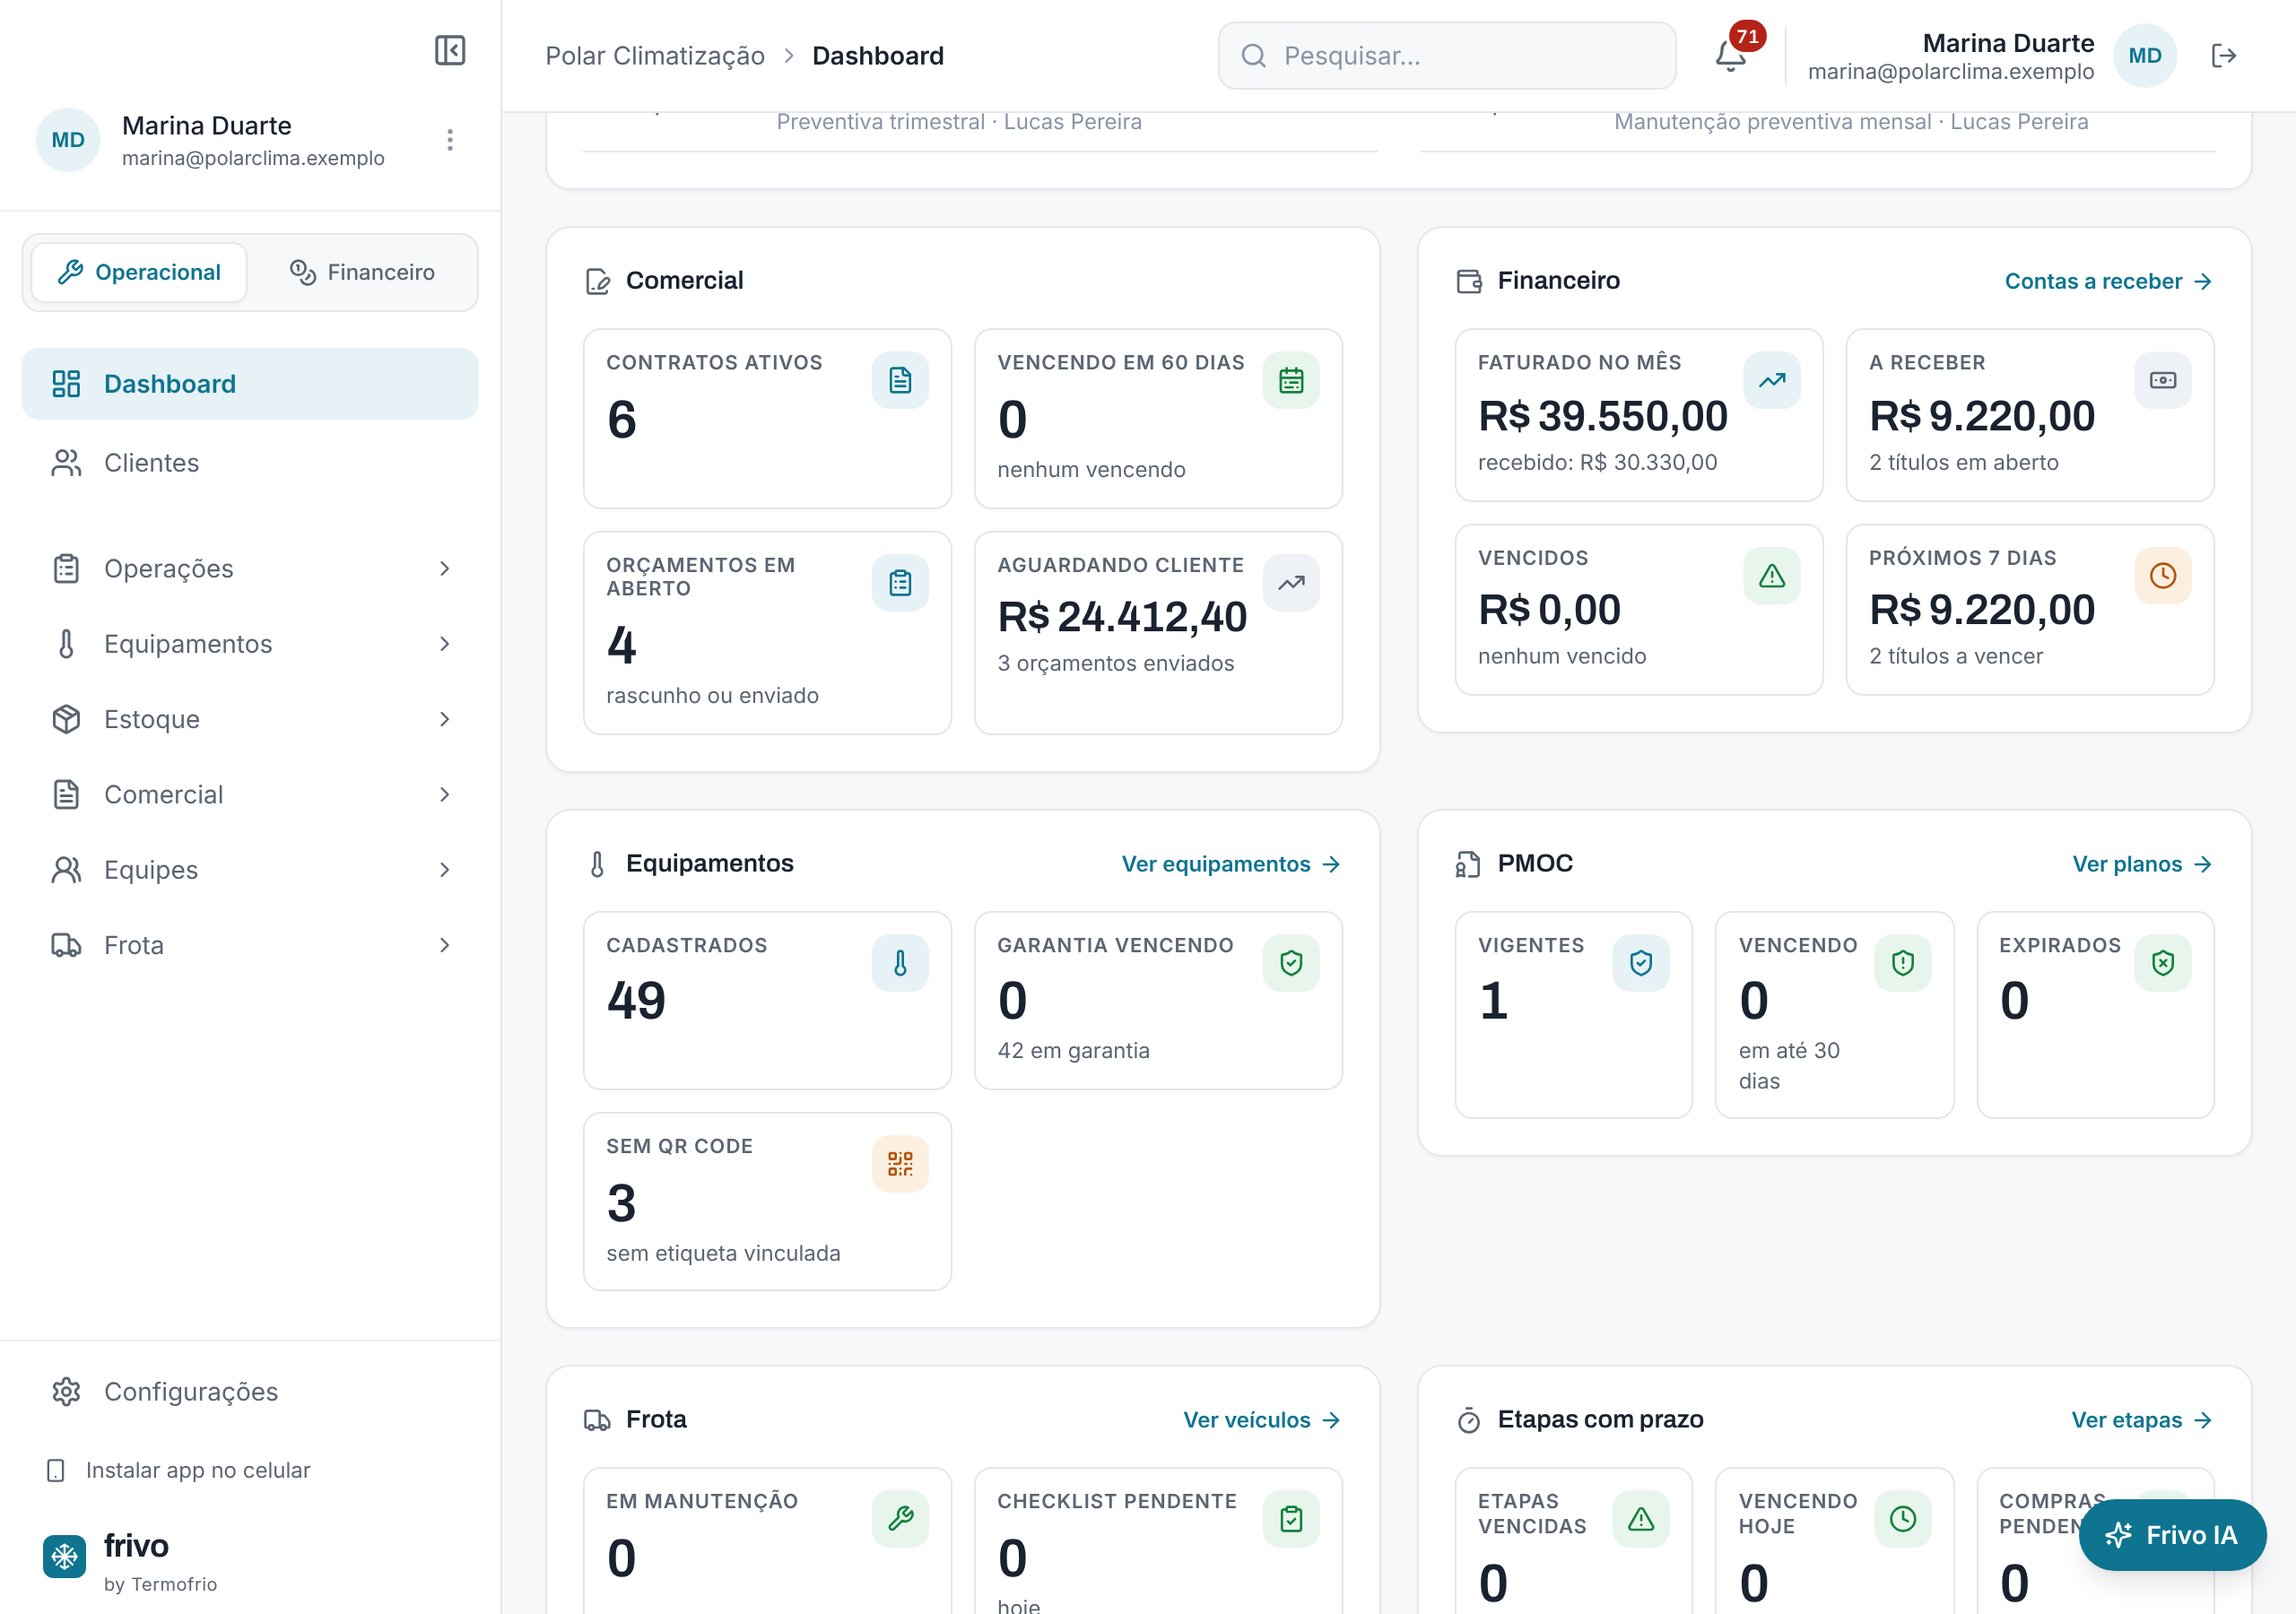 Polar Climatização > Dashboard
Pesquisar...
71
Marina Duarte
marina@polarclima.exemplo
MD
MD
Marina Duarte
marina@polarclima.exemplo
Operacional
Financeiro
Dashboard
Clientes
Operações
Equipamentos
Estoque
Comercial
Equipes
Frota
Configurações
Instalar app no celular
frivo
by Termofrio
Preventiva trimestral · Lucas Pereira
Manutenção preventiva mensal · Lucas Pereira
Comercial
CONTRATOS ATIVOS
6
VENCENDO EM 60 DIAS
0
nenhum vencendo
ORÇAMENTOS EM
ABERTO
4
rascunho ou enviado
AGUARDANDO CLIENTE
R$ 24.412,40
3 orçamentos enviados
Financeiro
Contas a receber →
FATURADO NO MÊS
R$ 39.550,00
recebido: R$ 30.330,00
A RECEBER
R$ 9.220,00
2 títulos em aberto
VENCIDOS
R$ 0,00
nenhum vencido
PRÓXIMOS 7 DIAS
R$ 9.220,00
2 títulos a vencer
Equipamentos
Ver equipamentos →
CADASTRADOS
49
GARANTIA VENCENDO
0
42 em garantia
SEM QR CODE
3
sem etiqueta vinculada
PMOC
Ver planos →
VIGENTES
1
VENCENDO
0
em até 30
dias
EXPIRADOS
0
Frota
Ver veículos →
EM MANUTENÇÃO
0
CHECKLIST PENDENTE
0
hoje
Etapas com prazo
Ver etapas →
ETAPAS
VENCIDAS
0
VENCENDO
HOJE
0
COMPRAS
PENDEN
0
Frivo IA